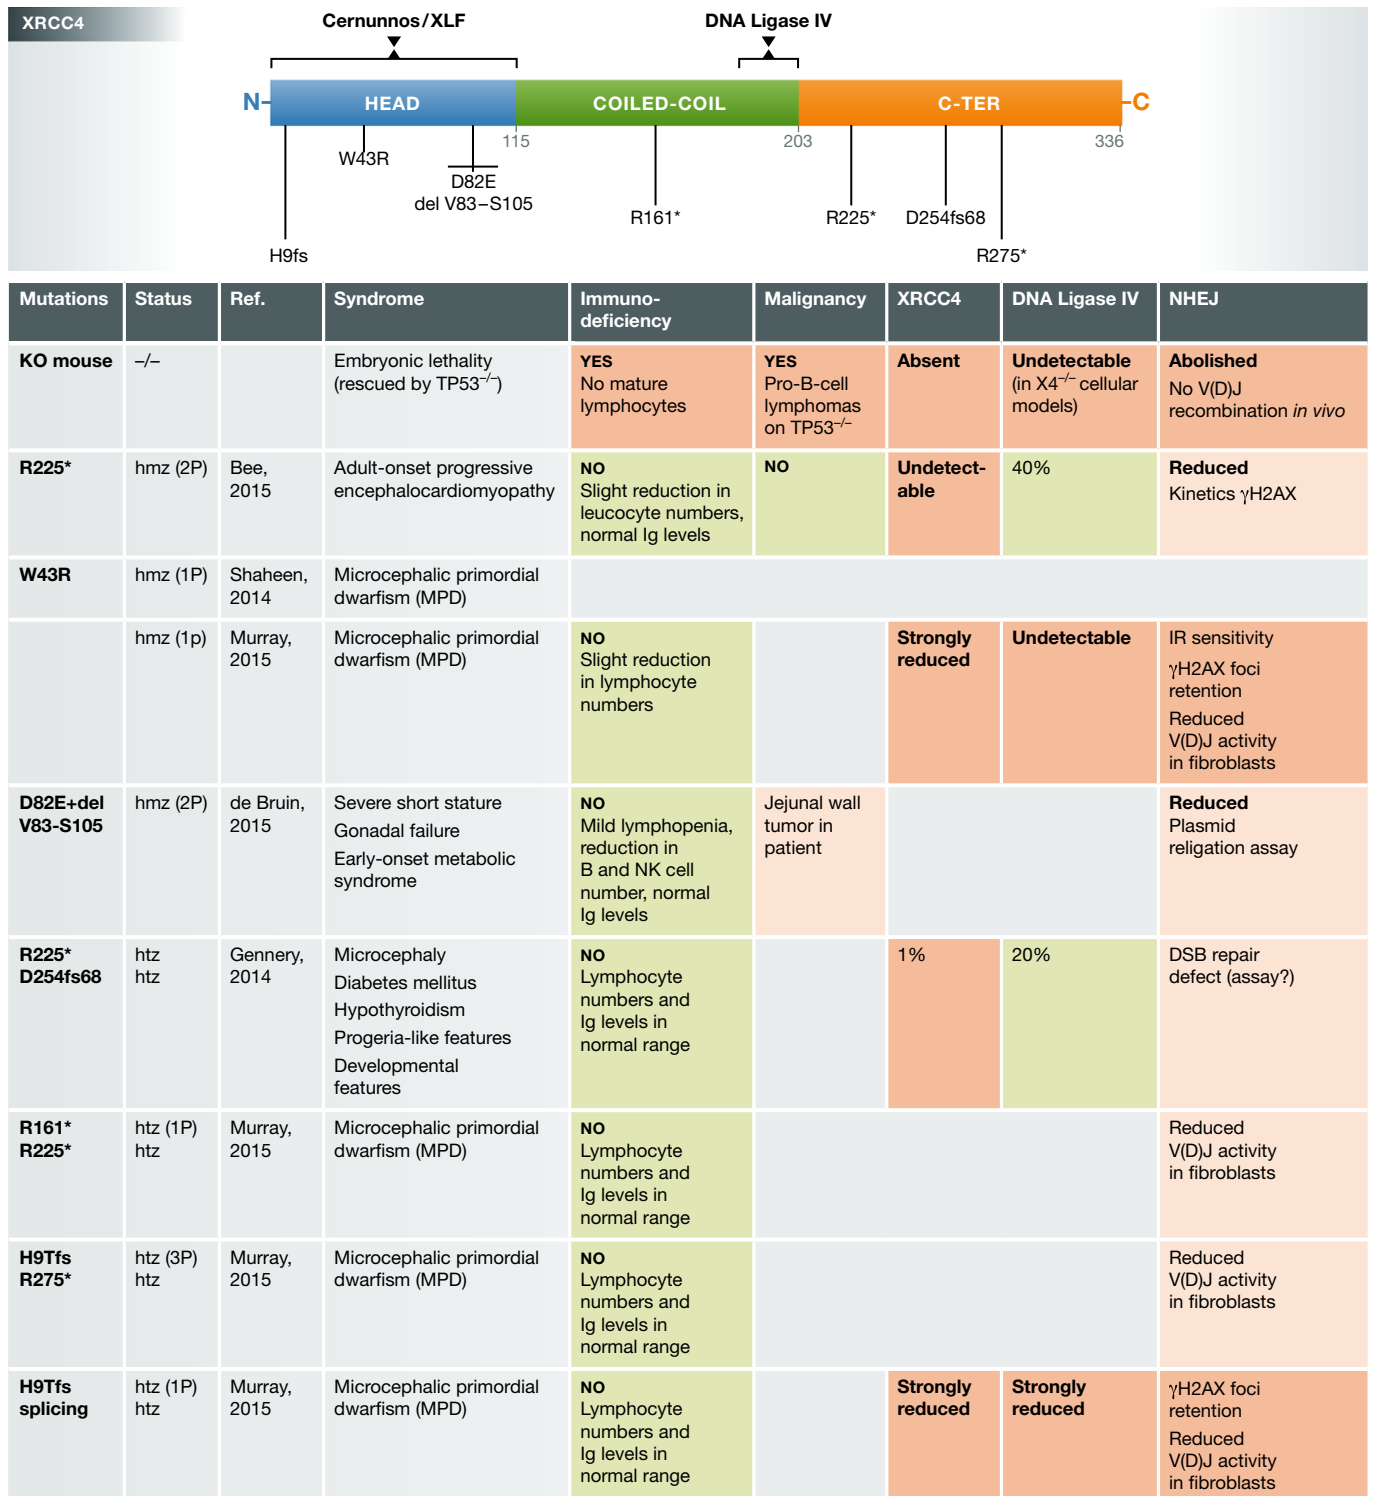 XRCC4
Cernunnos/XLF
DNA Ligase IV
N
HEAD
COILED-COIL
C-TER
C
115
203
336
W43R
D82E
del V83–S105
R161*
R225*
D254fs68
H9fs
R275*
Mutations
Status
Ref.
Syndrome
Immuno-
deficiency
Malignancy
XRCC4
DNA Ligase IV
NHEJ
KO mouse
–/–
Embryonic lethality
(rescued by TP53–/–)
YES
No mature
lymphocytes
YES
Pro-B-cell
lymphomas
on TP53–/–
Absent
Undetectable
(in X4–/– cellular
models)
Abolished
No V(D)J
recombination in vivo
R225*
hmz (2P)
Bee,
2015
Adult-onset progressive
encephalocardiomyopathy
NO
Slight reduction in
leucocyte numbers,
normal Ig levels
NO
Undetect-
able
40%
Reduced
Kinetics γH2AX
W43R
hmz (1P)
Shaheen,
2014
Microcephalic primordial
dwarfism (MPD)
hmz (1p)
Murray,
2015
Microcephalic primordial
dwarfism (MPD)
NO
Slight reduction
in lymphocyte
numbers
Strongly
reduced
Undetectable
IR sensitivity
γH2AX foci
retention
Reduced
V(D)J activity
in fibroblasts
D82E+del
V83-S105
hmz (2P)
de Bruin,
2015
Severe short stature
Gonadal failure
Early-onset metabolic
syndrome
NO
Mild lymphopenia,
reduction in
B and NK cell
number, normal
Ig levels
Jejunal wall
tumor in
patient
Reduced
Plasmid
religation assay
R225*
D254fs68
htz
htz
Gennery,
2014
Microcephaly
Diabetes mellitus
Hypothyroidism
Progeria-like features
Developmental
features
NO
Lymphocyte
numbers and
Ig levels in
normal range
1%
20%
DSB repair
defect (assay?)
R161*
R225*
htz (1P)
htz
Murray,
2015
Microcephalic primordial
dwarfism (MPD)
NO
Lymphocyte
numbers and
Ig levels in
normal range
Reduced
V(D)J activity
in fibroblasts
H9Tfs
R275*
htz (3P)
htz
Murray,
2015
Microcephalic primordial
dwarfism (MPD)
NO
Lymphocyte
numbers and
Ig levels in
normal range
Reduced
V(D)J activity
in fibroblasts
H9Tfs
splicing
htz (1P)
htz
Murray,
2015
Microcephalic primordial
dwarfism (MPD)
NO
Lymphocyte
numbers and
Ig levels in
normal range
Strongly
reduced
Strongly
reduced
γH2AX foci
retention
Reduced
V(D)J activity
in fibroblasts